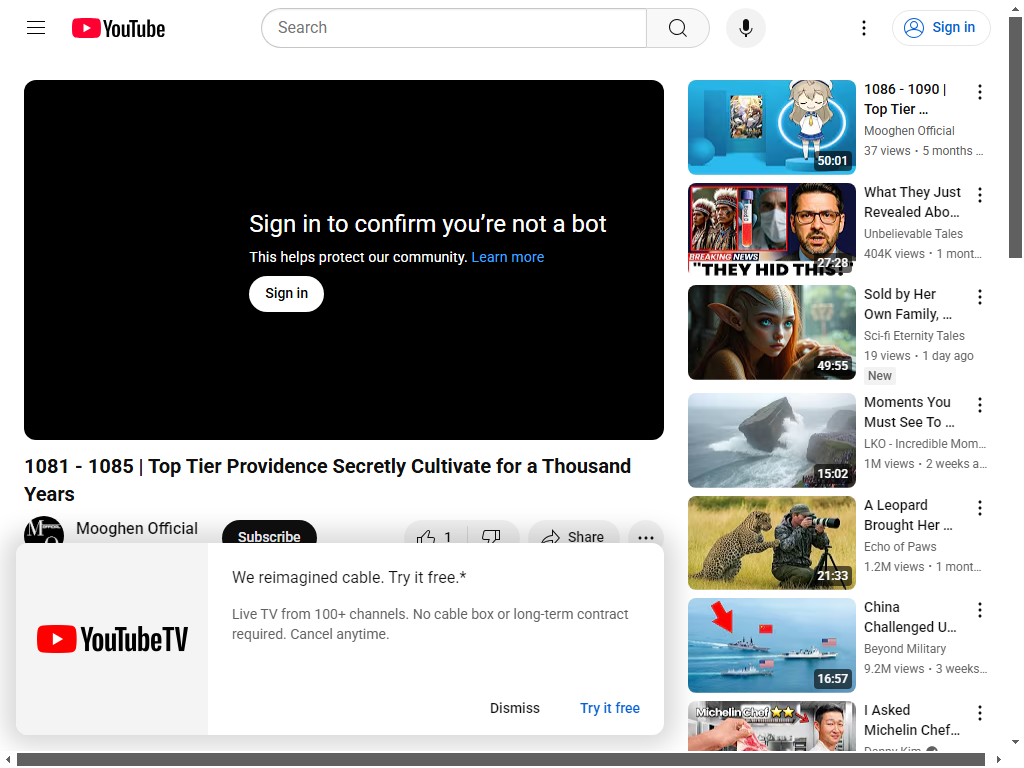 YouTube
Search
Sign in
Sign in to confirm you’re not a bot
This helps protect our community. Learn more
Sign in
1081 - 1085 | Top Tier Providence Secretly Cultivate for a Thousand
Years
Mooghen Official
Subscribe
1
Share
We reimagined cable. Try it free.*
Live TV from 100+ channels. No cable box or long-term contract
required. Cancel anytime.
YouTubeTV
Dismiss
Try it free
50:01
1086 - 1090 |
Top Tier ...
Mooghen Official
37 views • 5 months ...
BREAKING NEWS
"THEY HID THIS!
27:28
What They Just
Revealed Abo...
Unbelievable Tales
404K views • 1 mont...
49:55
Sold by Her
Own Family, ...
Sci-fi Eternity Tales
19 views • 1 day ago
New
15:02
Moments You
Must See To ...
LKO - Incredible Mom...
1M views • 2 weeks a...
21:33
A Leopard
Brought Her ...
Echo of Paws
1.2M views • 1 mont...
16:57
China
Challenged U...
Beyond Military
9.2M views • 3 weeks...
Michelin Chef
I Asked
Michelin Chef...
Danny Kim